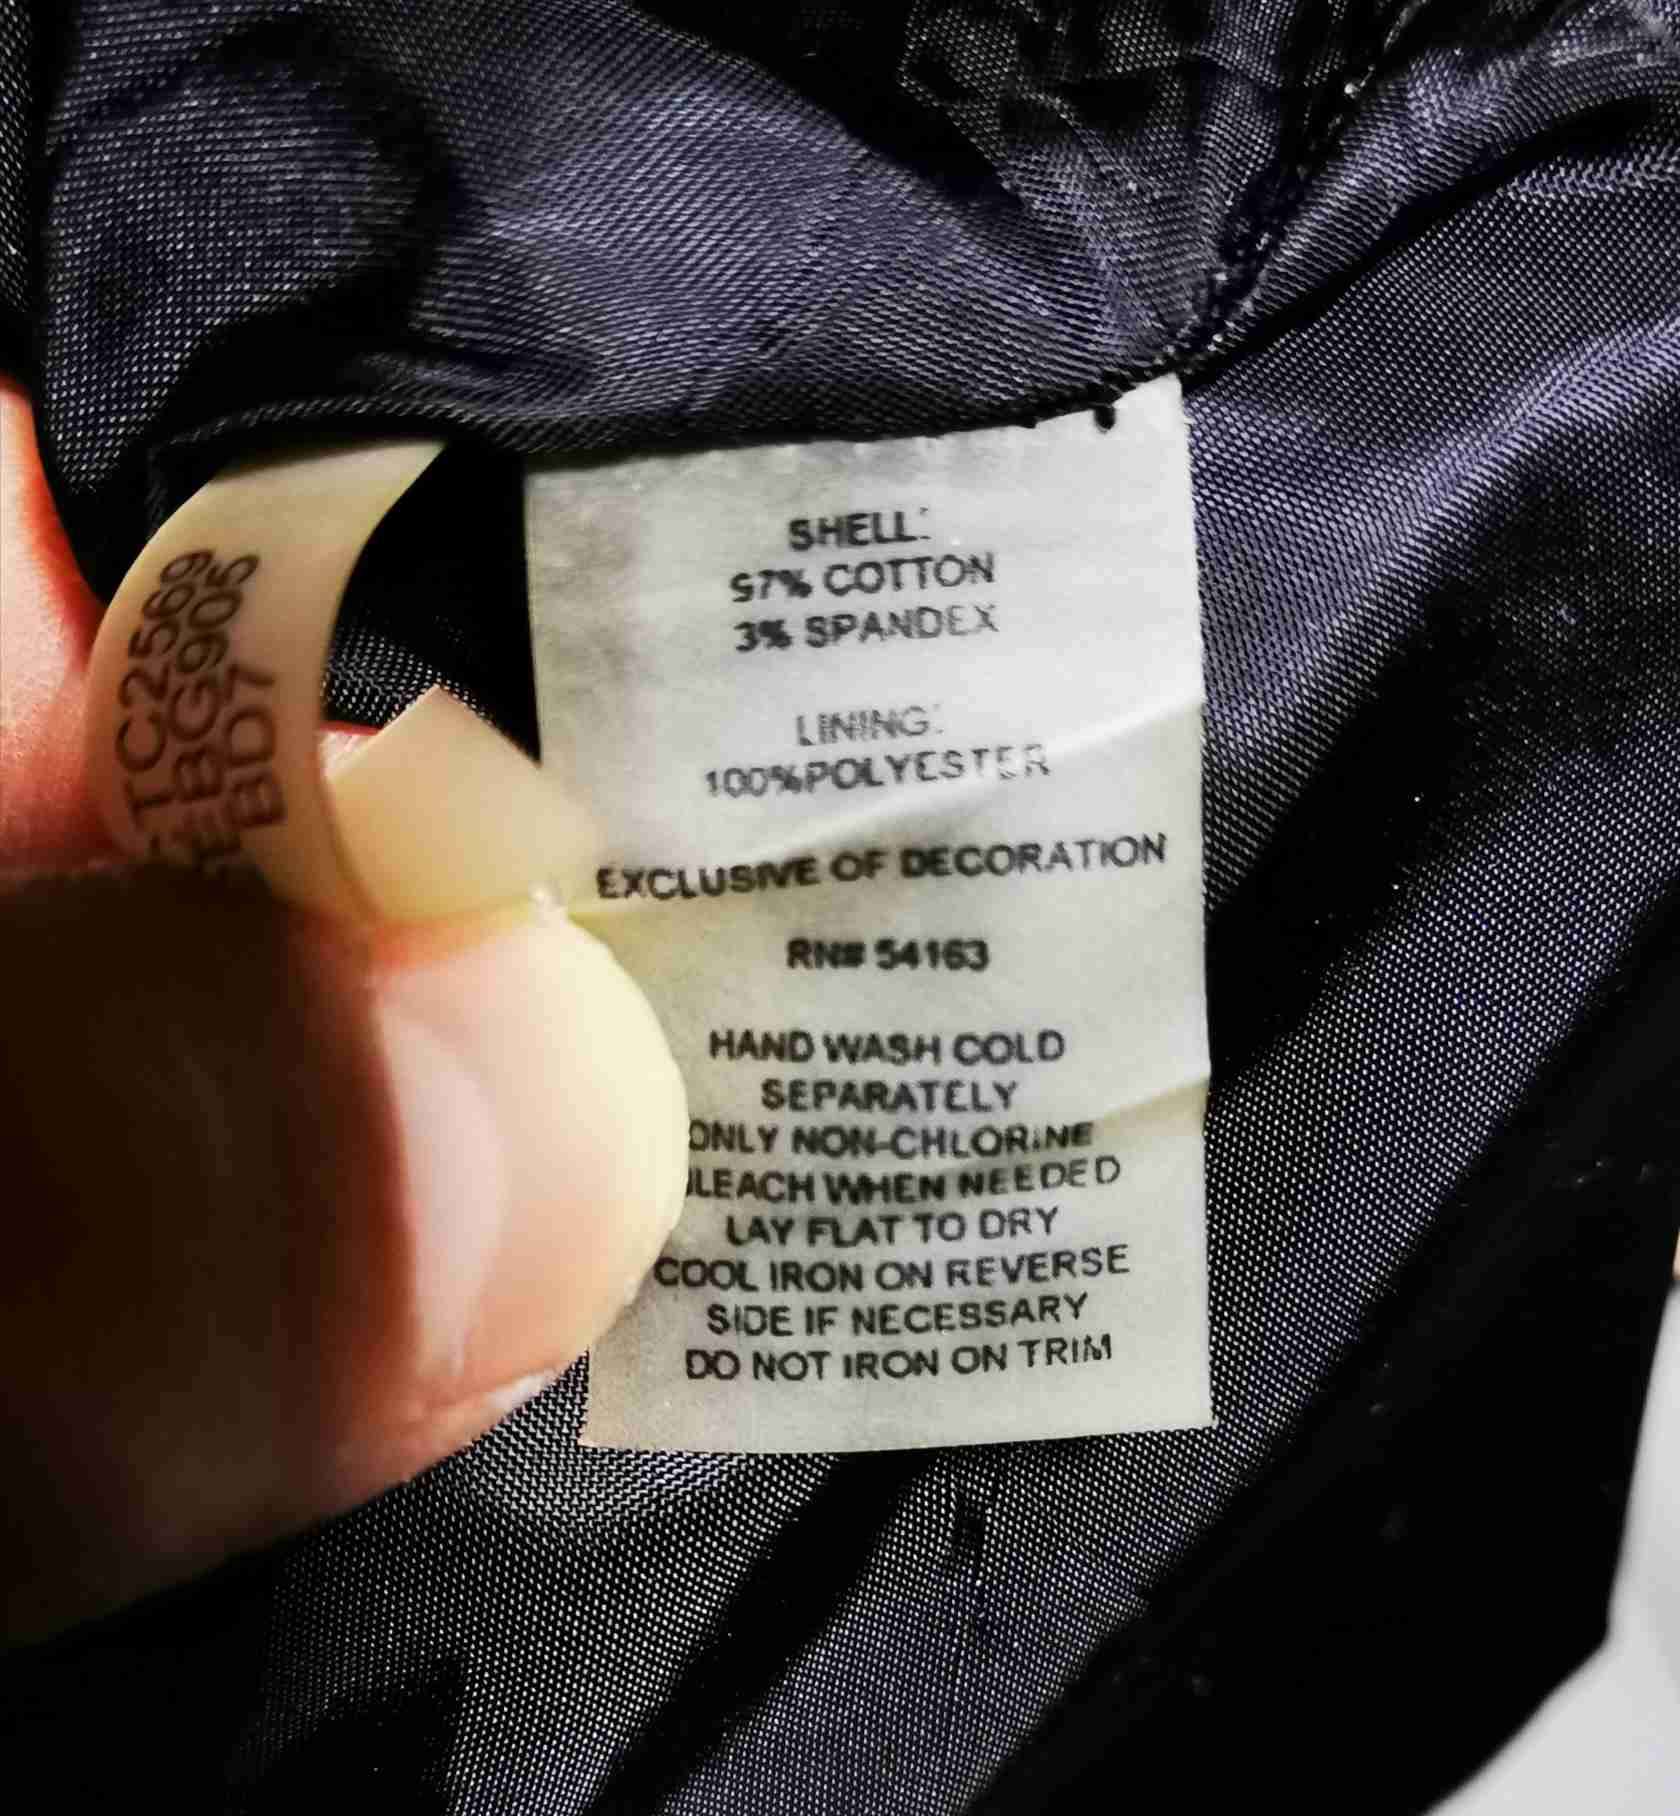 TC2569
EBG905
BD7
SHELL:
97% COTTON
3% SPANDEX
LINING:
100%POLYESTER
EXCLUSIVE OF DECORATION
RN# 54163
HAND WASH COLD
SEPARATELY
ONLY NON-CHLORINE
BLEACH WHEN NEEDED
LAY FLAT TO DRY
COOL IRON ON REVERSE
SIDE IF NECESSARY
DO NOT IRON ON TRIM